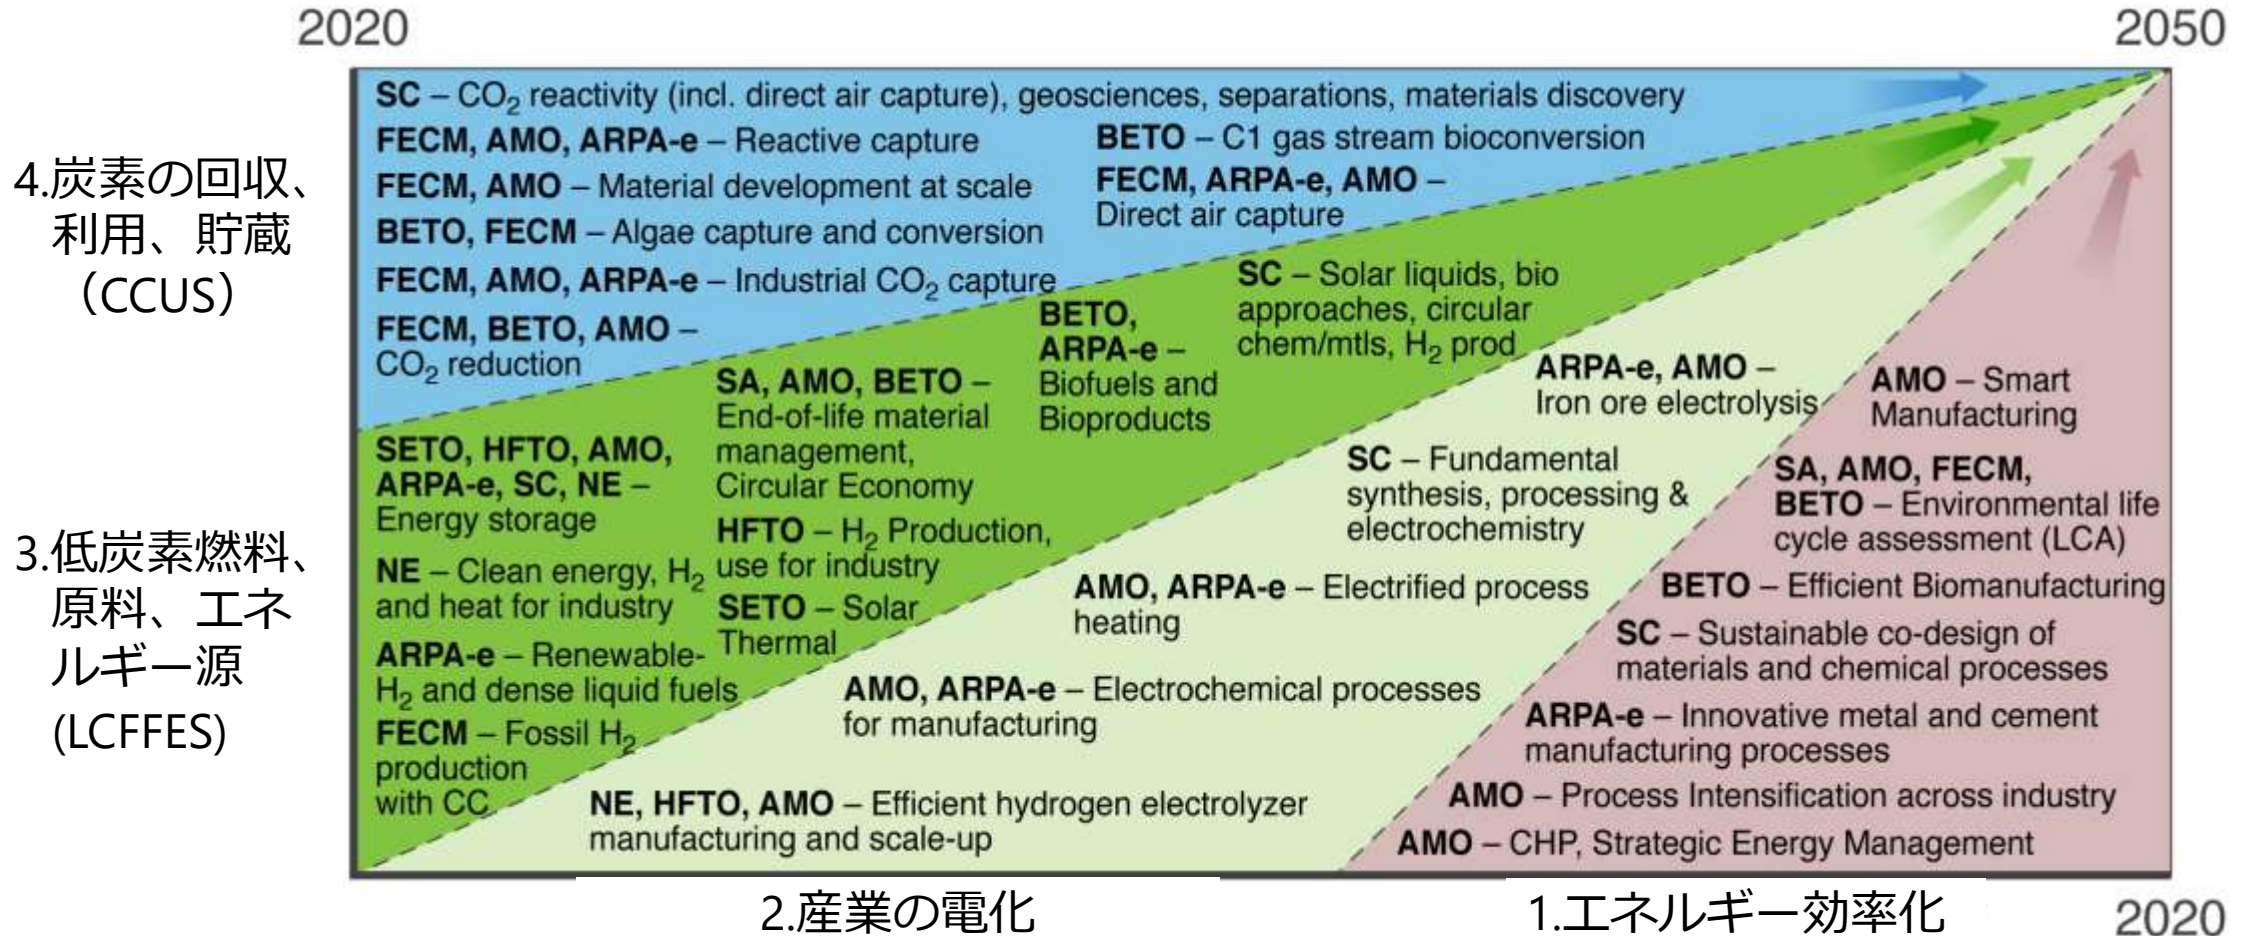 2020
2050
4.炭素の回収、
利用、貯蔵
（CCUS）
3.低炭素燃料、
原料、エネ
ルギー源
(LCFFES)
SC – CO₂ reactivity (incl. direct air capture), geosciences, separations, materials discovery
FECM, AMO, ARPA-e – Reactive capture
FECM, AMO – Material development at scale
BETO, FECM – Algae capture and conversion
FECM, AMO, ARPA-e – Industrial CO₂ capture
FECM, BETO, AMO –
CO₂ reduction
BETO – C1 gas stream bioconversion
FECM, ARPA-e, AMO –
Direct air capture
SETO, HFTO, AMO,
ARPA-e, SC, NE –
Energy storage
NE – Clean energy, H₂
and heat for industry
ARPA-e – Renewable-
H₂ and dense liquid fuels
FECM – Fossil H₂
production
with CC
SA, AMO, BETO –
End-of-life material
management,
Circular Economy
HFTO – H₂ Production,
use for industry
SETO – Solar
Thermal
BETO,
ARPA-e –
Biofuels and
Bioproducts
SC – Solar liquids, bio
approaches, circular
chem/mtls, H₂ prod
ARPA-e, AMO –
Iron ore electrolysis
SC – Fundamental
synthesis, processing &
electrochemistry
AMO, ARPA-e – Electrified process
heating
AMO, ARPA-e – Electrochemical processes
for manufacturing
NE, HFTO, AMO – Efficient hydrogen electrolyzer
manufacturing and scale-up
AMO – Smart
Manufacturing
SA, AMO, FECM,
BETO – Environmental life
cycle assessment (LCA)
BETO – Efficient Biomanufacturing
SC – Sustainable co-design of
materials and chemical processes
ARPA-e – Innovative metal and cement
manufacturing processes
AMO – Process Intensification across industry
AMO – CHP, Strategic Energy Management
2.産業の電化
1.エネルギー効率化
2020